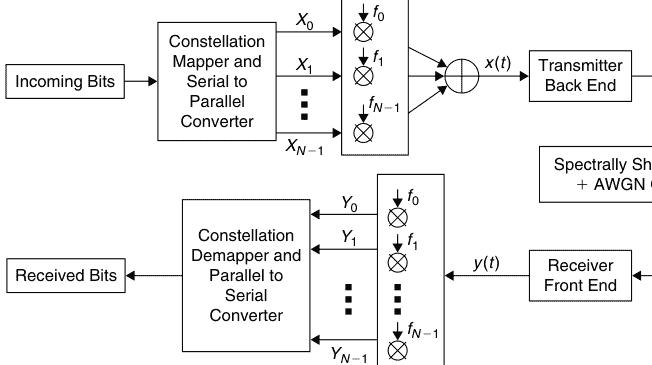 f0
X0
Constellation
Mapper and
Serial to
Parallel
Converter
X1
f1
x(t)
Transmitter
Back End
Incoming Bits
fN−1
XN−1
Spectrally
+ AWGN
Y0
f0
Constellation
Demapper and
Parallel to
Serial
Converter
Y1
f1
y(t)
Receiver
Front End
Received Bits
fN−1
YN−1